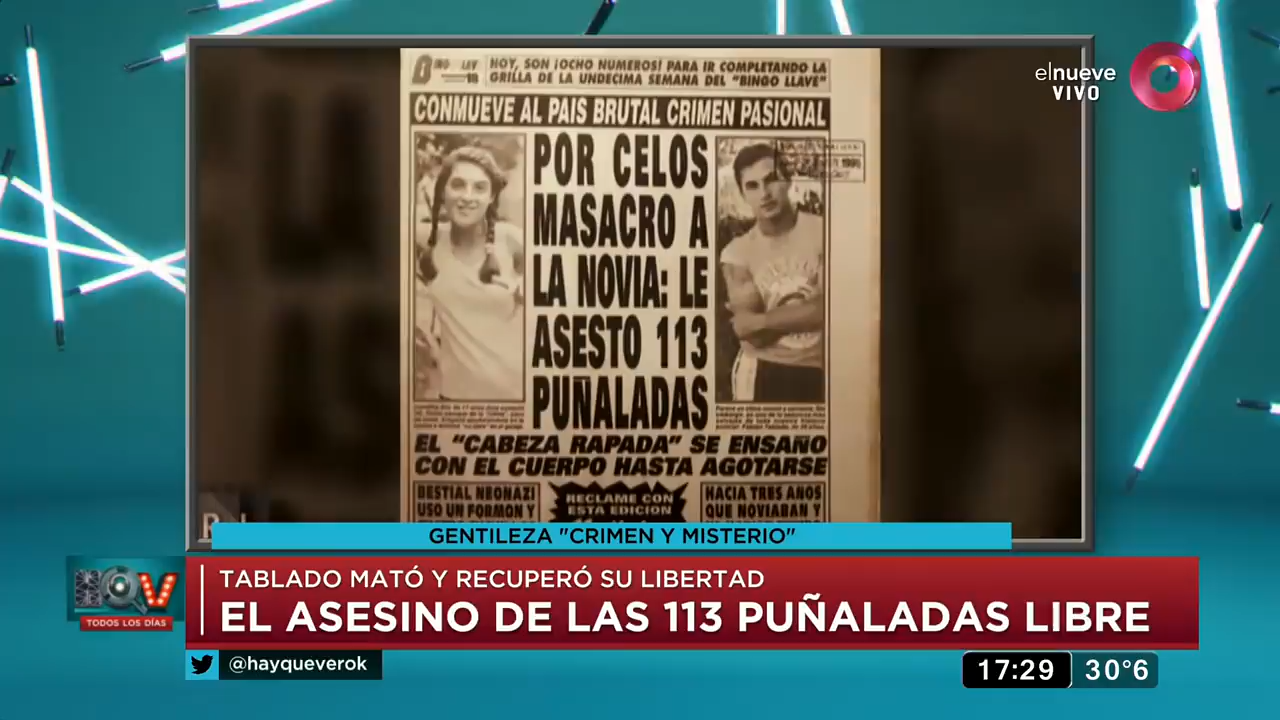 HOY, SON ¡OCHO NUMEROS! PARA IR COMPLETANDO LA
GRILLA DE LA UNDECIMA SEMANA DEL "BINGO LLAVE"
CONMUEVE AL PAIS BRUTAL CRIMEN PASIONAL
POR CELOS
MASACRO A
LA NOVIA: LE
ASESTO 113
PUÑALADAS
EL "CABEZA RAPADA" SE ENSAÑO
CON EL CUERPO HASTA AGOTARSE
BESTIAL NEONAZI
USO UN FORMON Y
RECLAME CON
ESTA EDICION
HACIA TRES AÑOS
QUE NOVIABAN Y
elnueve
VIVO
GENTILEZA "CRIMEN Y MISTERIO"
HQV
TODOS LOS DÍAS
TABLADO MATÓ Y RECUPERÓ SU LIBERTAD
EL ASESINO DE LAS 113 PUÑALADAS LIBRE
@hayqueverok
17:29
30°6